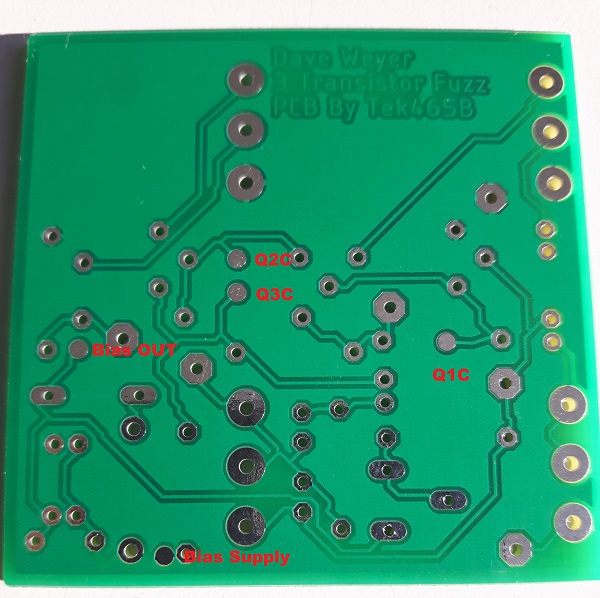 Dave Weyer
3 Transistor Fuzz
PCB By Tek465B
Q2C
Q3C
Bias OUT
Q1C
Bias Supply